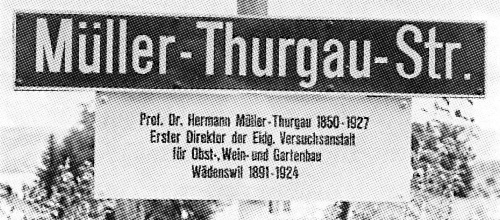 Müller-Thurgau-Str.
Prof. Dr. Hermann Müller-Thurgau 1850-1927
Erster Direktor der Eidg. Versuchsanstalt
für Obst-, Wein- und Gartenbau
Wädenswil 1891-1924